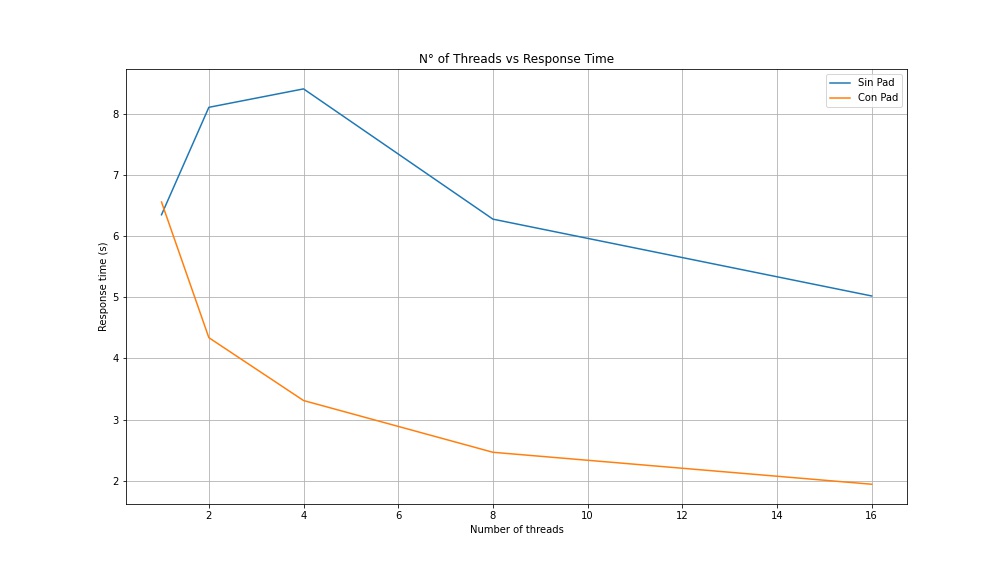 N° of Threads vs Response Time
Sin Pad
Con Pad
8
7
6
5
4
3
2
Response time (s)
2 4 6 8 10 12 14 16
Number of threads